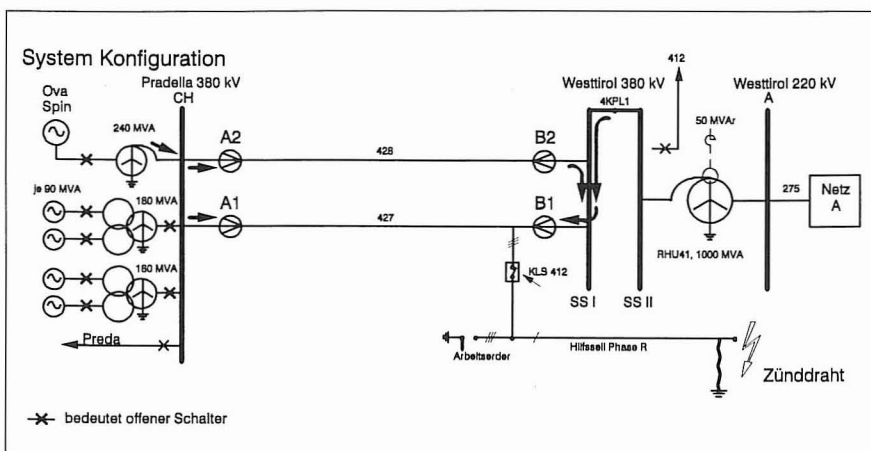 System Konfiguration
Ova
Spin
240 MVA
Pradella 380 kV
CH
A2
428
B2
Westtirol 380 kV
4KPL1
412
Westtirol 220 kV
A
50 MVAr
je 90 MVA
180 MVA
A1
427
B1
275
Netz
A
180 MVA
KLS 412
RHU41, 1000 MVA
SS I
SS II
Preda
Arbeitserder
Hilfsseil Phase R
Zünddraht
bedeutet offener Schalter